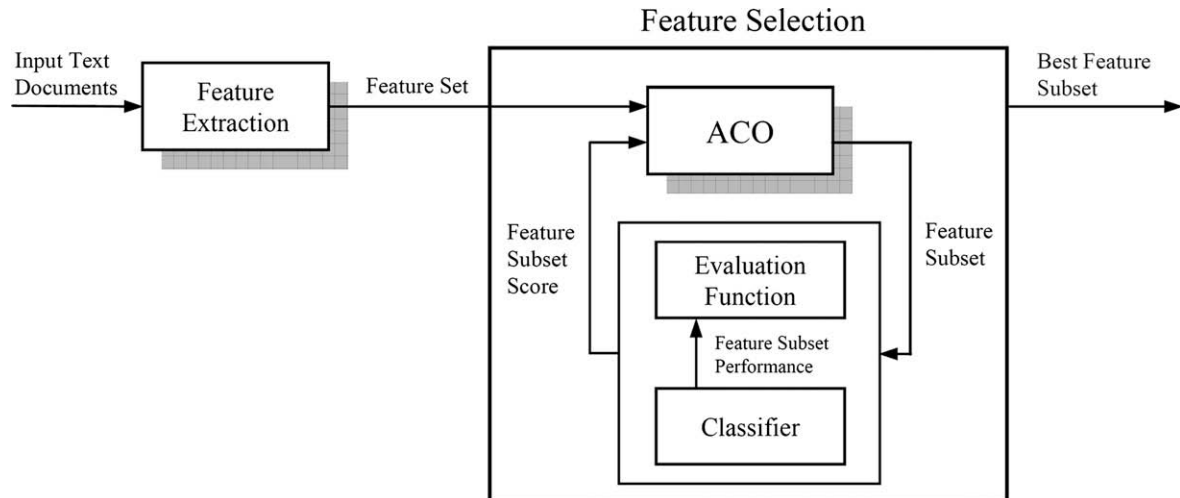 Feature Selection
Input Text
Documents
Feature
Extraction
Feature Set
ACO
Best Feature
Subset
Feature
Subset
Score
Evaluation
Function
Feature Subset
Performance
Classifier
Feature
Subset